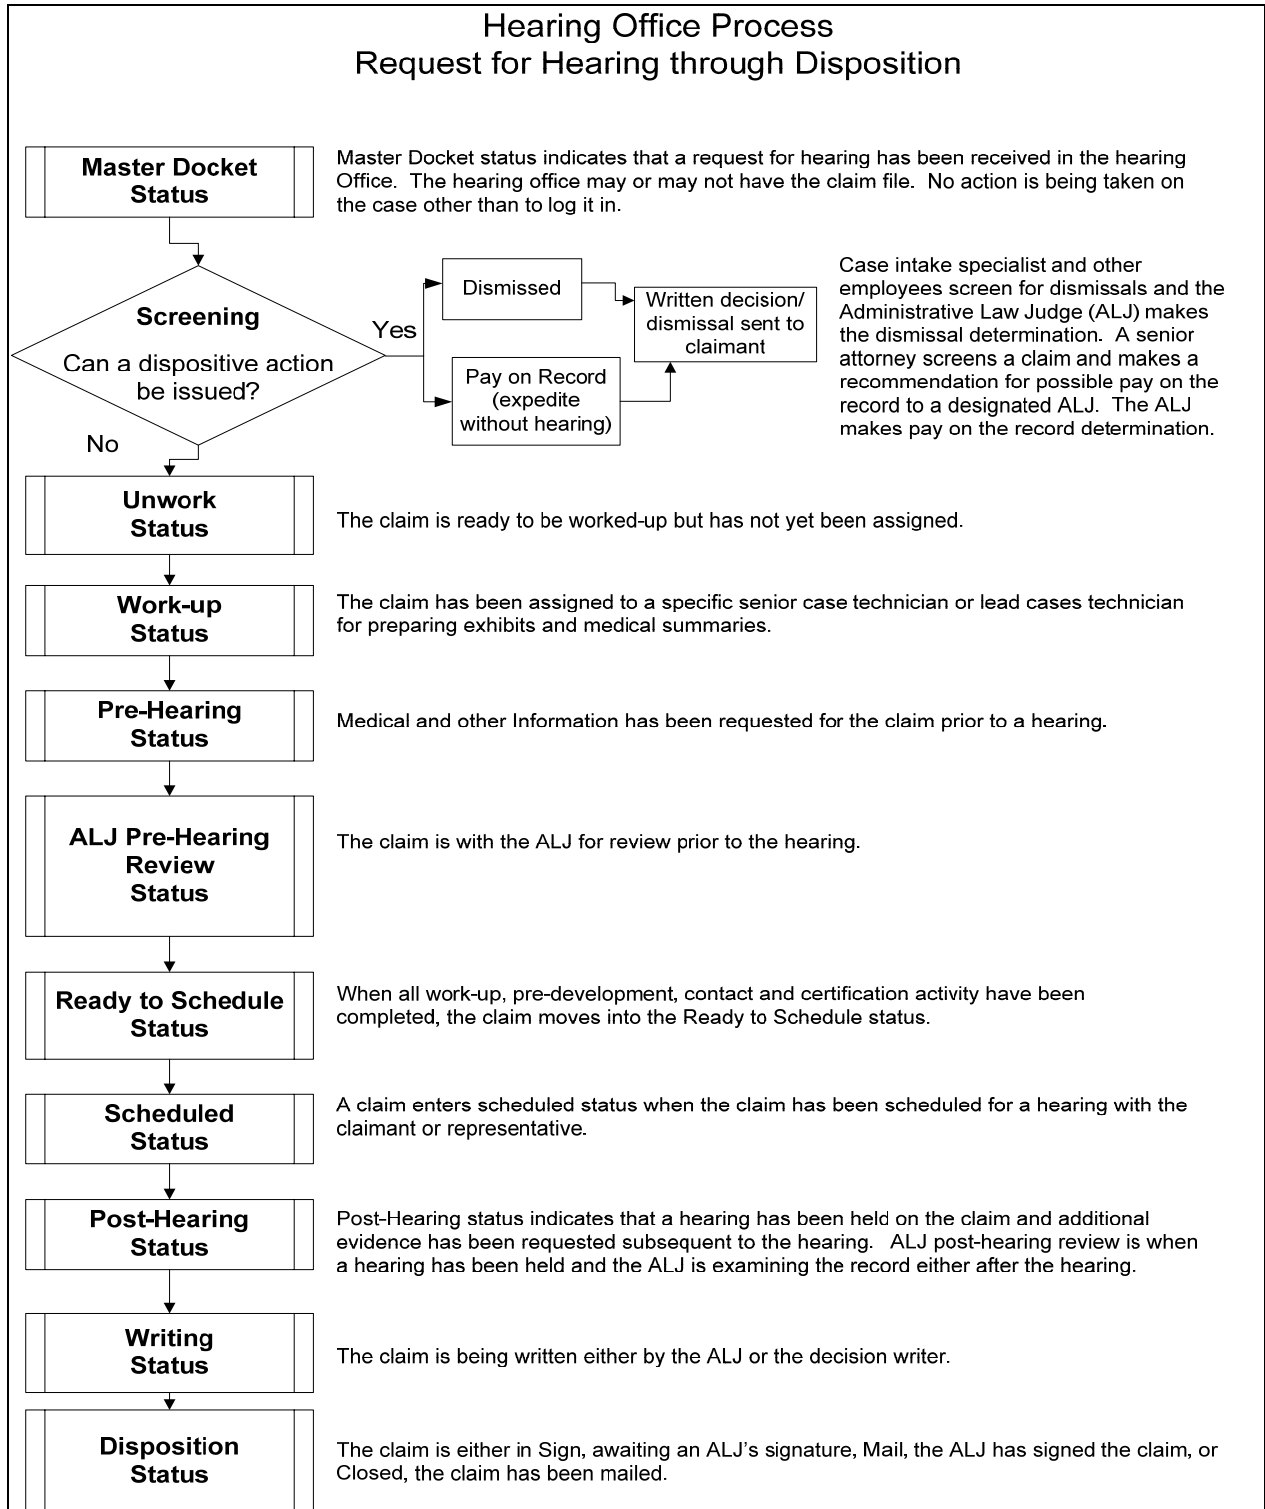 Hearing Office Process
Request for Hearing through Disposition
Master Docket
Status
Master Docket status indicates that a request for hearing has been received in the hearing
Office.  The hearing office may or may not have the claim file.  No action is being taken on
the case other than to log it in.
Screening
Can a dispositive action
be issued?
Yes
No
Dismissed
Pay on Record
(expedite
without hearing)
Written decision/
dismissal sent to
claimant
Case intake specialist and other
employees screen for dismissals and the
Administrative Law Judge (ALJ) makes
the dismissal determination.  A senior
attorney screens a claim and makes a
recommendation for possible pay on the
record to a designated ALJ.  The ALJ
makes pay on the record determination.
Unwork
Status
The claim is ready to be worked-up but has not yet been assigned.
Work-up
Status
The claim has been assigned to a specific senior case technician or lead cases technician
for preparing exhibits and medical summaries.
Pre-Hearing
Status
Medical and other Information has been requested for the claim prior to a hearing.
ALJ Pre-Hearing
Review
Status
The claim is with the ALJ for review prior to the hearing.
Ready to Schedule
Status
When all work-up, pre-development, contact and certification activity have been
completed, the claim moves into the Ready to Schedule status.
Scheduled
Status
A claim enters scheduled status when the claim has been scheduled for a hearing with the
claimant or representative.
Post-Hearing
Status
Post-Hearing status indicates that a hearing has been held on the claim and additional
evidence has been requested subsequent to the hearing.   ALJ post-hearing review is when
a hearing has been held and the ALJ is examining the record either after the hearing.
Writing
Status
The claim is being written either by the ALJ or the decision writer.
Disposition
Status
The claim is either in Sign, awaiting an ALJ's signature, Mail, the ALJ has signed the claim, or
Closed, the claim has been mailed.